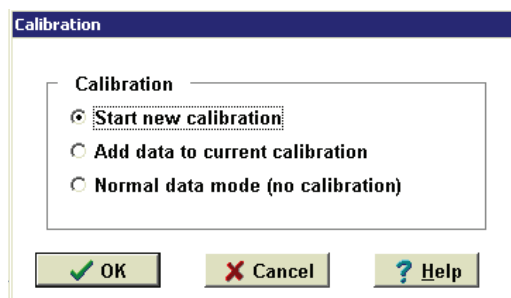 Calibration
Calibration
Start new calibration
Add data to current calibration
Normal data mode (no calibration)
OK Cancel Help